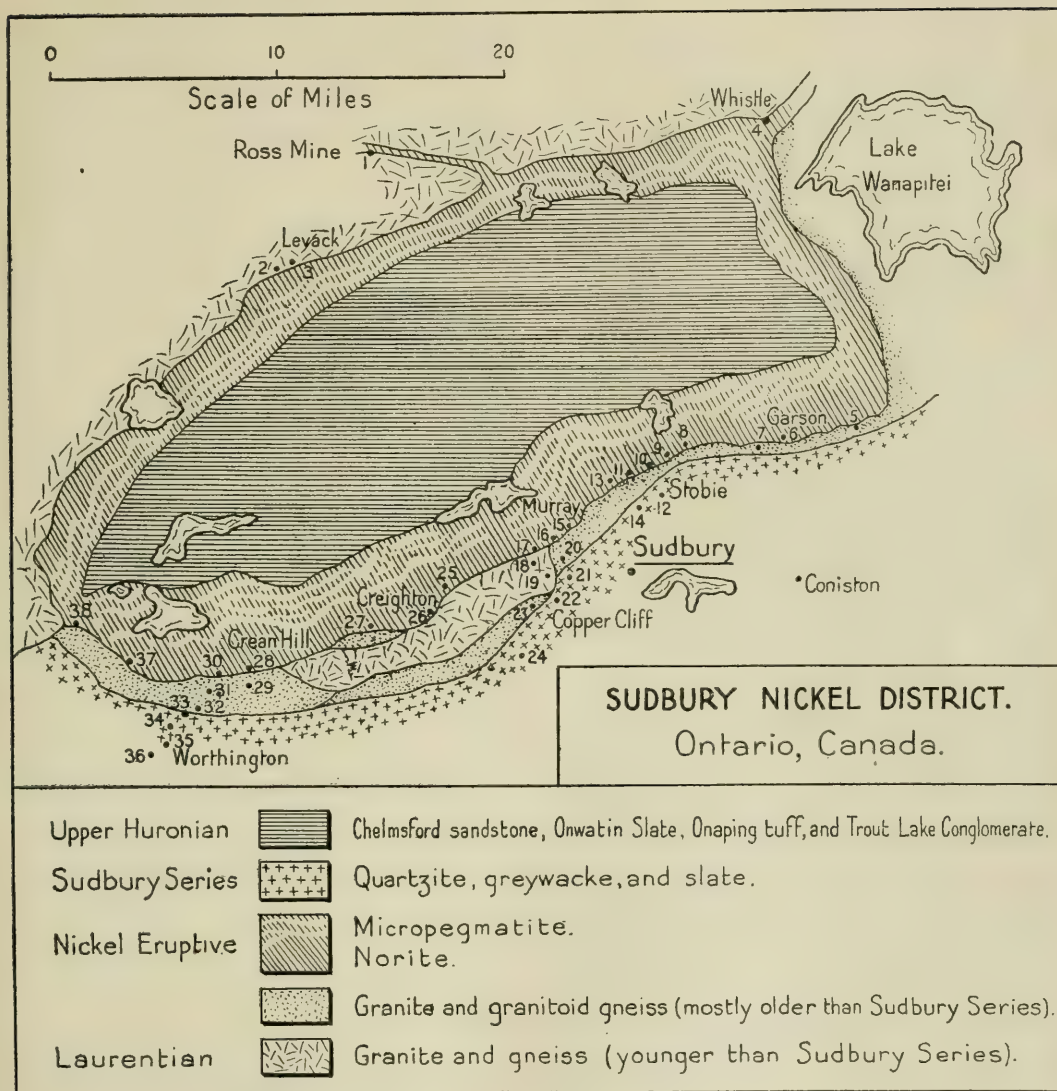 0 10 20
Scale of Miles
Whistle
4
Ross Mine
1
Lake
Wanapitei
Levack
2 3
Garson
5
6
7
8
9
10
11
13
Stobie
12
14
Murray
15
16
17
18
19
20
21
Sudbury
Coniston
25
Creighton
26
27
22
23
Copper Cliff
24
38
Crean Hill
37
30 28
31 29
33 32
34
35
36 Worthington
SUDBURY NICKEL DISTRICT.
Ontario, Canada.
Upper Huronian Chelmsford sandstone, Onwatin Slate, Onaping tuff, and Trout Lake Conglomerate.
Sudbury Series Quartzite, greywacke, and slate.
Nickel Eruptive Micropegmatite.
Norite.
Granite and granitoid gneiss (mostly older than Sudbury Series).
Laurentian Granite and gneiss (younger than Sudbury Series).